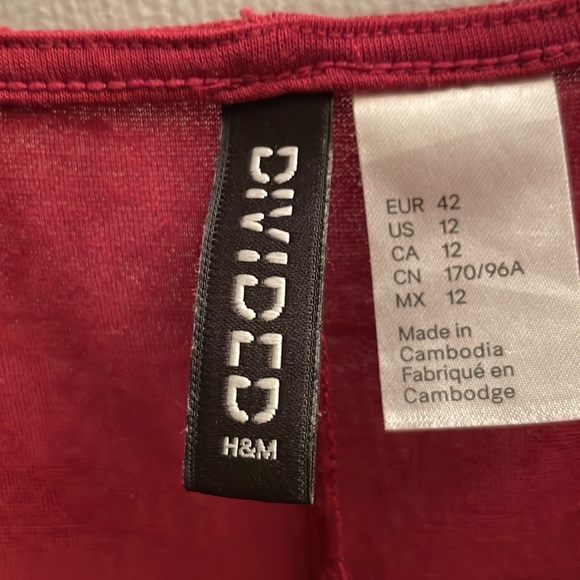 DIVIDED
H&M
EUR 42
US 12
CA 12
CN 170/96A
MX 12
Made in
Cambodia
Fabriqué en
Cambodge